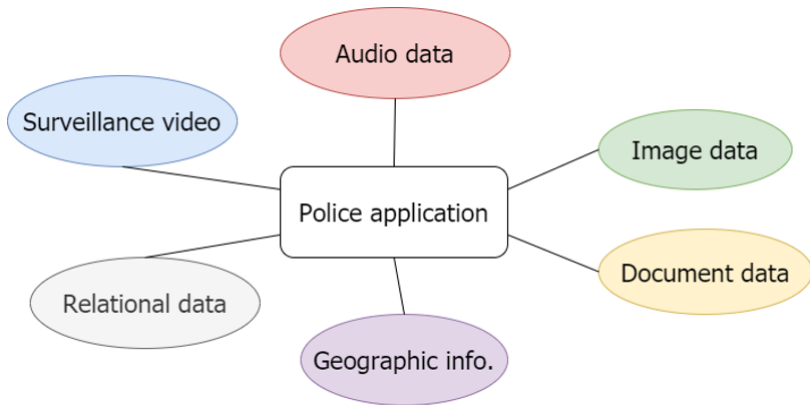 Audio data
Surveillance video
Image data
Police application
Document data
Relational data
Geographic info.